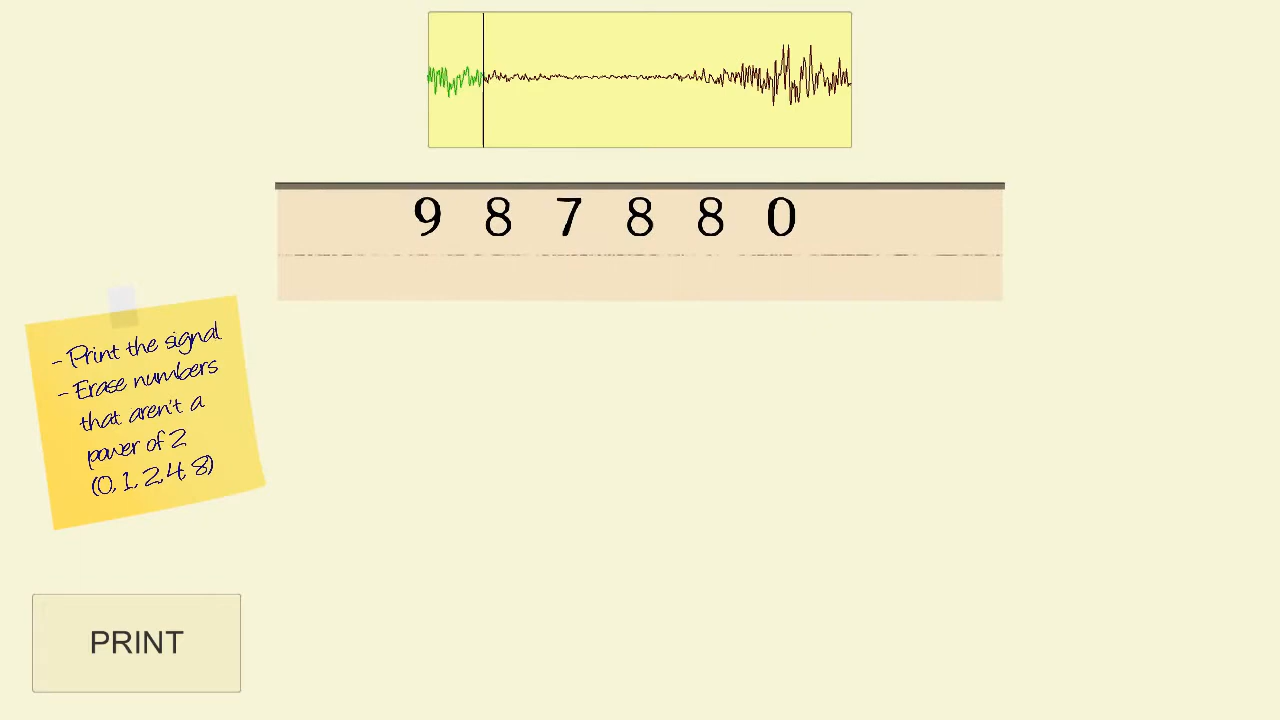 9 8 7 8 8 0
- Print the signal
- Erase numbers
that aren't a
power of 2
(0, 1, 2, 4, 8)
PRINT